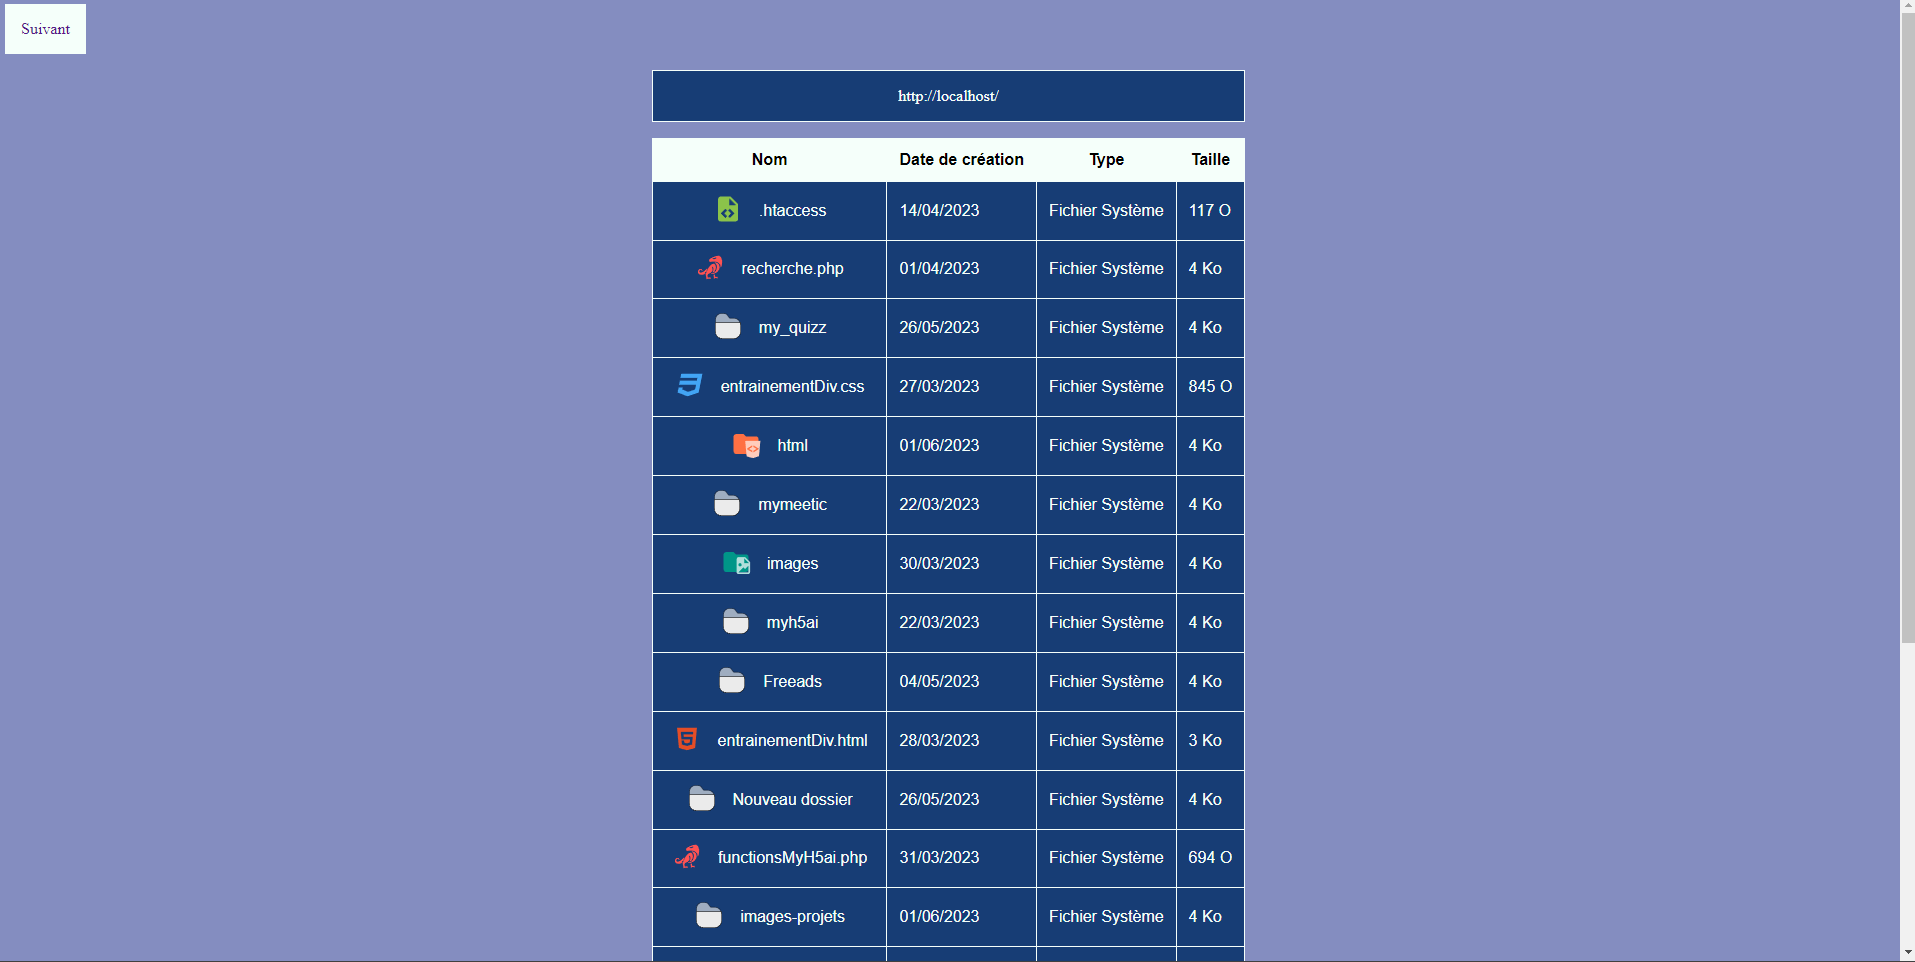 Suivant
http://localhost/
Nom Date de création Type Taille
.htaccess 14/04/2023 Fichier Système 117 O
recherche.php 01/04/2023 Fichier Système 4 Ko
my_quizz 26/05/2023 Fichier Système 4 Ko
entrainementDiv.css 27/03/2023 Fichier Système 845 O
html 01/06/2023 Fichier Système 4 Ko
mymeetic 22/03/2023 Fichier Système 4 Ko
images 30/03/2023 Fichier Système 4 Ko
myh5ai 22/03/2023 Fichier Système 4 Ko
Freeads 04/05/2023 Fichier Système 4 Ko
entrainementDiv.html 28/03/2023 Fichier Système 3 Ko
Nouveau dossier 26/05/2023 Fichier Système 4 Ko
functionsMyH5ai.php 31/03/2023 Fichier Système 694 O
images-projets 01/06/2023 Fichier Système 4 Ko